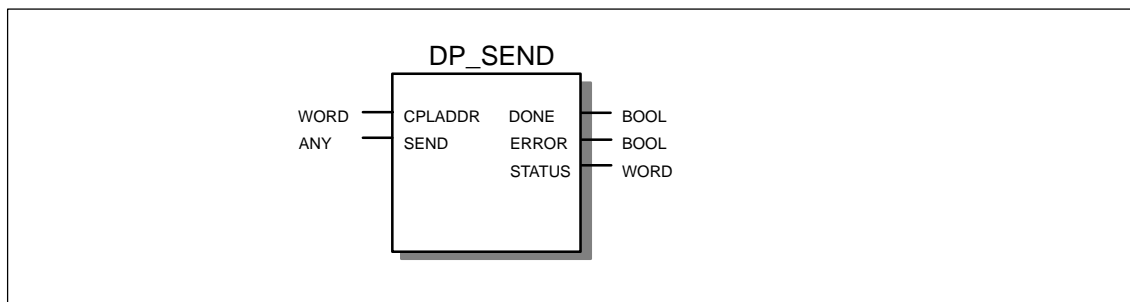 DP_SEND
WORD CPLADDR DONE BOOL
ANY SEND ERROR BOOL
STATUS WORD